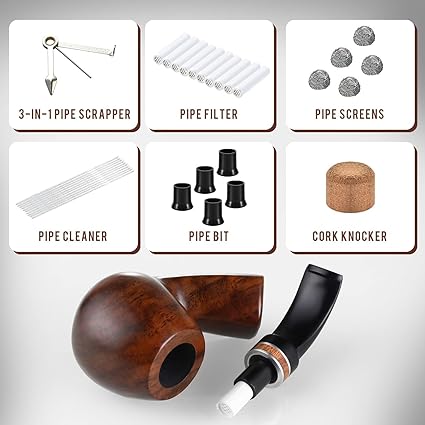 3-IN-1 PIPE SCRAPPER
PIPE FILTER
PIPE SCREENS
PIPE CLEANER
PIPE BIT
CORK KNOCKER